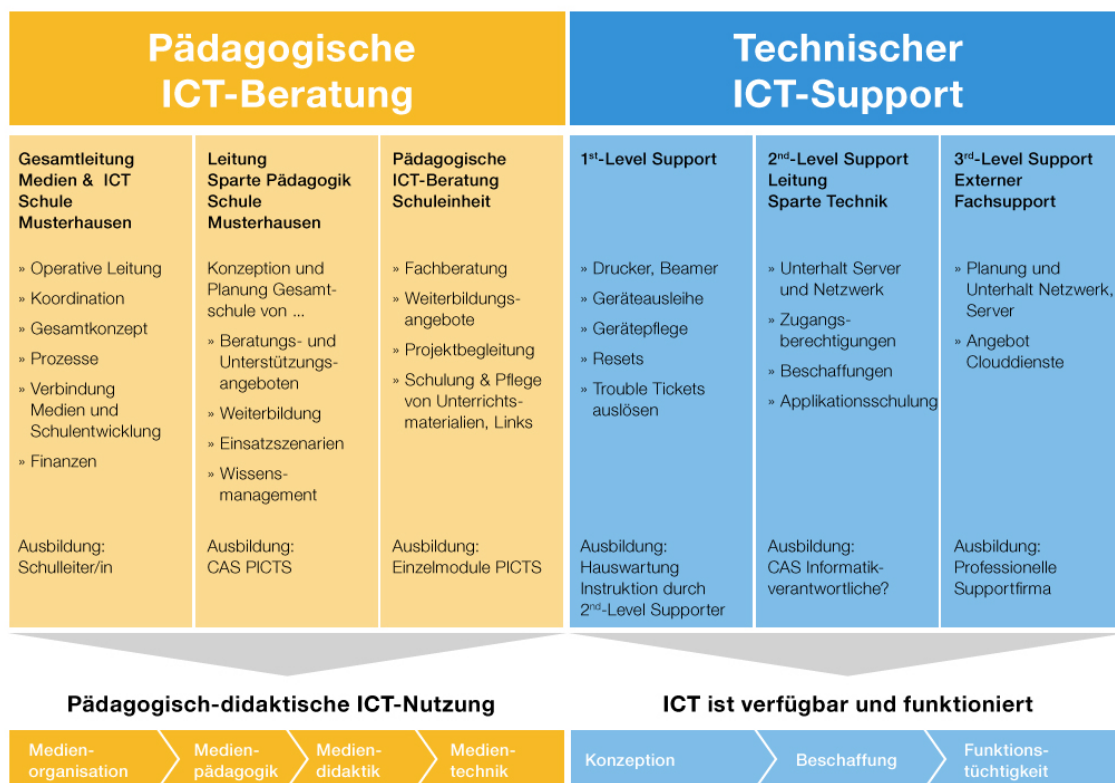 Pädagogische
ICT-Beratung
Technischer
ICT-Support
Gesamtleitung
Medien & ICT
Schule
Musterhausen
» Operative Leitung
» Koordination
» Gesamtkonzept
» Prozesse
» Verbindung
Medien und
Schulentwicklung
» Finanzen
Ausbildung:
Schulleiter/in
Leitung
Sparte Pädagogik
Schule
Musterhausen
Konzeption und
Planung Gesamt-
schule von ...
» Beratungs- und
Unterstützungs-
angeboten
» Weiterbildung
» Einsatzszenarien
» Wissens-
management
Ausbildung:
CAS PICTS
Pädagogische
ICT-Beratung
Schuleinheit
» Fachberatung
» Weiterbildungs-
angebote
» Projektbegleitung
» Schulung & Pflege
von Unterrichts-
materialien, Links
Ausbildung:
Einzelmodule PICTS
1st-Level Support
» Drucker, Beamer
» Geräteausleihe
» Gerätepflege
» Resets
» Trouble Tickets
auslösen
Ausbildung:
Hauswartung
Instruktion durch
2nd-Level Supporter
2nd-Level Support
Leitung
Sparte Technik
» Unterhalt Server
und Netzwerk
» Zugangs-
berechtigungen
» Beschaffungen
» Applikationsschulung
Ausbildung:
CAS Informatik-
verantwortliche?
3rd-Level Support
Externer
Fachsupport
» Planung und
Unterhalt Netzwerk,
Server
» Angebot
Clouddienste
Ausbildung:
Professionelle
Supportfirma
Pädagogisch-didaktische ICT-Nutzung
Medien-
organisation
Medien-
pädagogik
Medien-
didaktik
Medien-
technik
ICT ist verfügbar und funktioniert
Konzeption
Beschaffung
Funktions-
tüchtigkeit